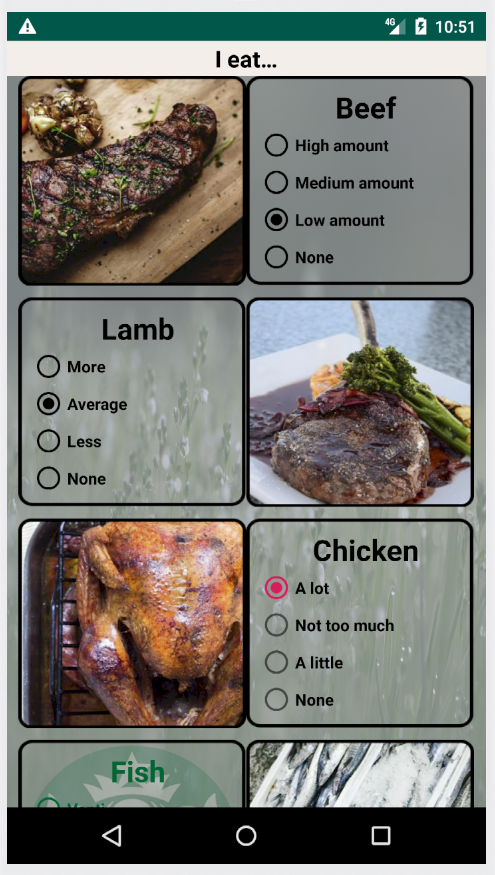 4G 10:51
I eat...
Beef
High amount
Medium amount
Low amount
None
Lamb
More
Average
Less
None
Chicken
A lot
Not too much
A little
None
Fish